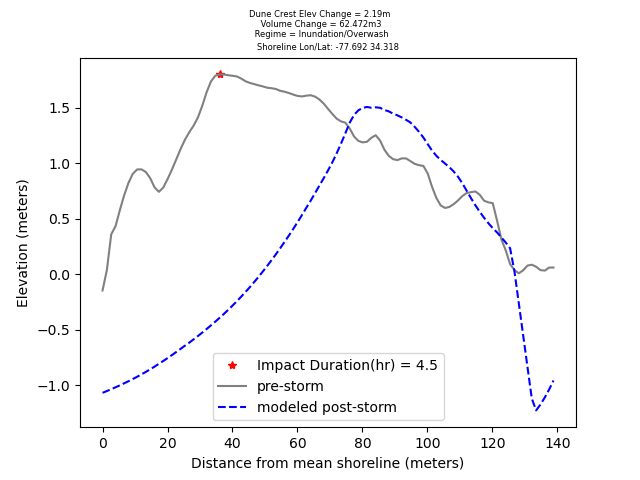 Dune Crest Elev Change = 2.19m
Volume Change = 62.472m3
Regime = Inundation/Overwash
Shoreline Lon/Lat: -77.692 34.318
1.5
1.0
0.5
0.0
−0.5
−1.0
Elevation (meters)
Impact Duration(hr) = 4.5
pre-storm
modeled post-storm
0 20 40 60 80 100 120 140
Distance from mean shoreline (meters)